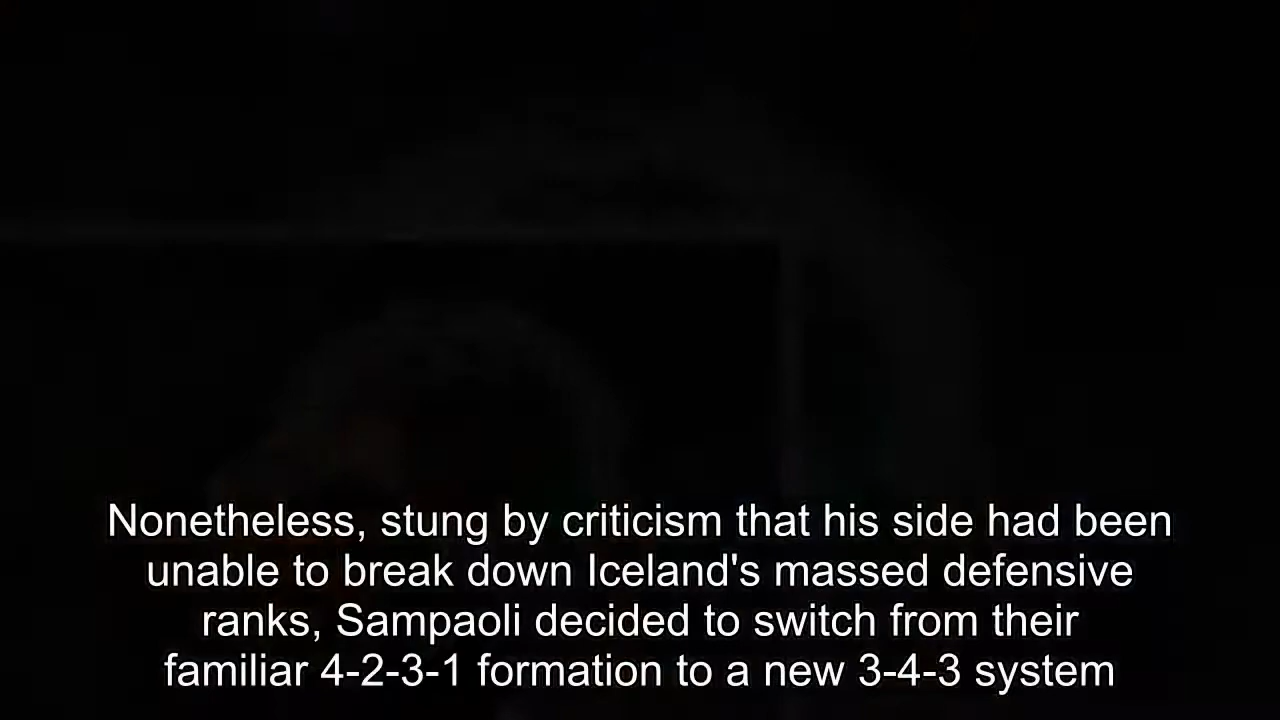 Nonetheless, stung by criticism that his side had been
unable to break down Iceland's massed defensive
ranks, Sampaoli decided to switch from their
familiar 4-2-3-1 formation to a new 3-4-3 system